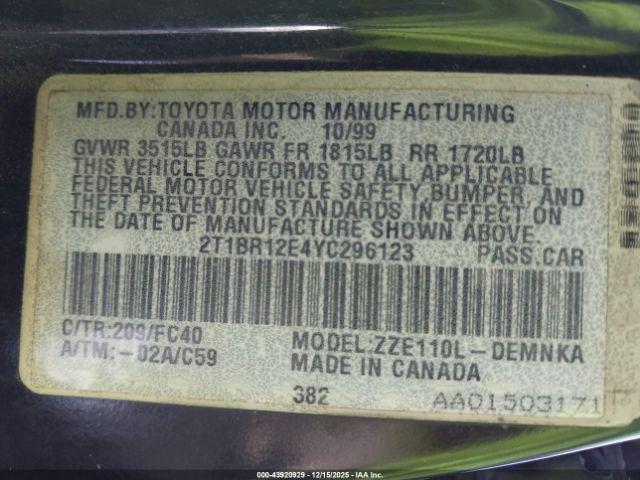 MFD.BY:TOYOTA MOTOR MANUFACTURING
CANADA INC. 10/99
GVWR 3515LB GAWR FR 1815LB RR 1720LB
THIS VEHICLE CONFORMS TO ALL APPLICABLE
FEDERAL MOTOR VEHICLE SAFETY, BUMPER, AND
THEFT PREVENTION STANDARDS IN EFFECT ON
THE DATE OF MANUFACTURE SHOWN ABOVE.
2T1BR12E4YC296123 PASS.CAR
C/TR:209/FC40 MODEL:ZZE110L-DEMNKA
A/TM:-02A/C59 MADE IN CANADA
382 AA01503171
43920929 - 12/15/2025 - IAA Inc.